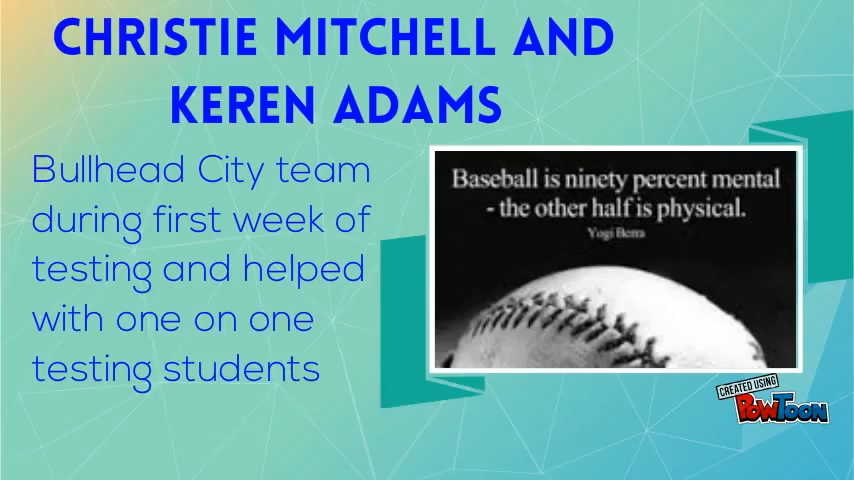 CHRISTIE MITCHELL AND
KEREN ADAMS
Bullhead City team
during first week of
testing and helped
with one on one
testing students
Baseball is ninety percent mental
- the other half is physical.
Yogi Berra
CREATED USING
POWTOON